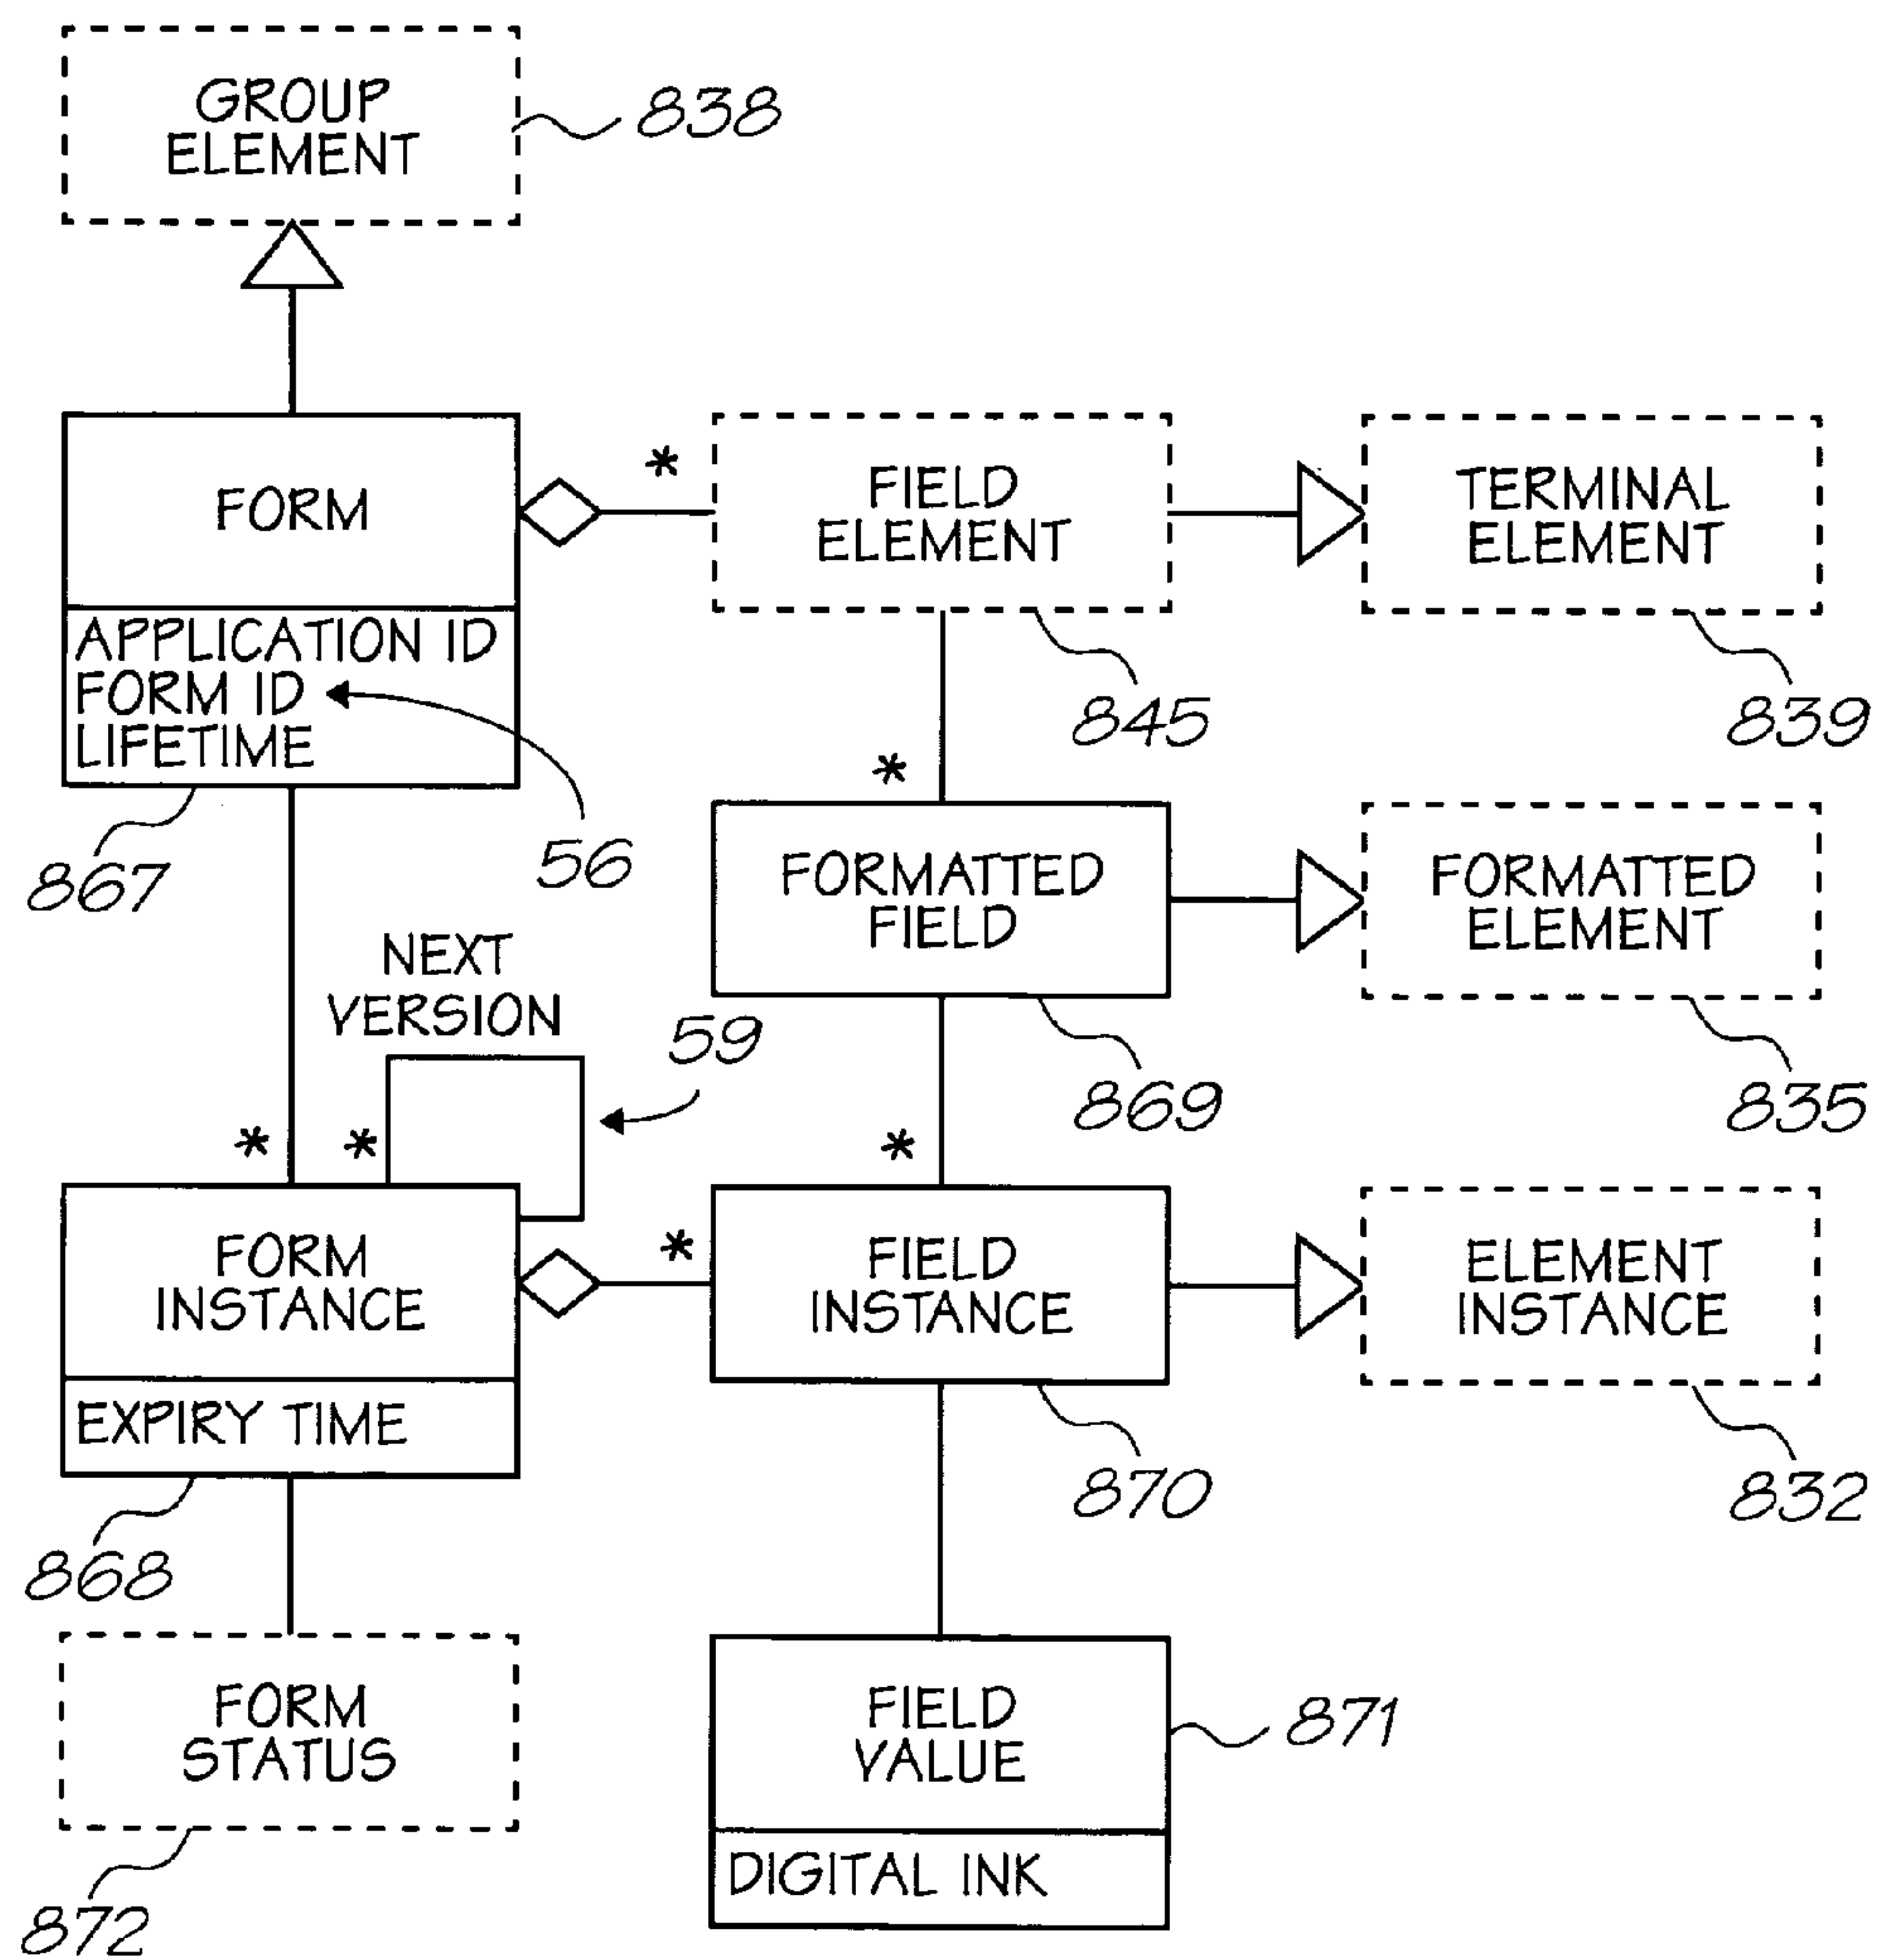 GROUP
ELEMENT
838
FORM
*
FIELD
ELEMENT
TERMINAL
ELEMENT
APPLICATION ID
FORM ID
LIFETIME
56
867
845
839
*
FORMATTED
FIELD
FORMATTED
ELEMENT
869
835
NEXT
VERSION
59
*
*
*
FORM
INSTANCE
*
FIELD
INSTANCE
ELEMENT
INSTANCE
EXPIRY TIME
868
870
832
FORM
STATUS
872
FIELD
VALUE
871
DIGITAL INK